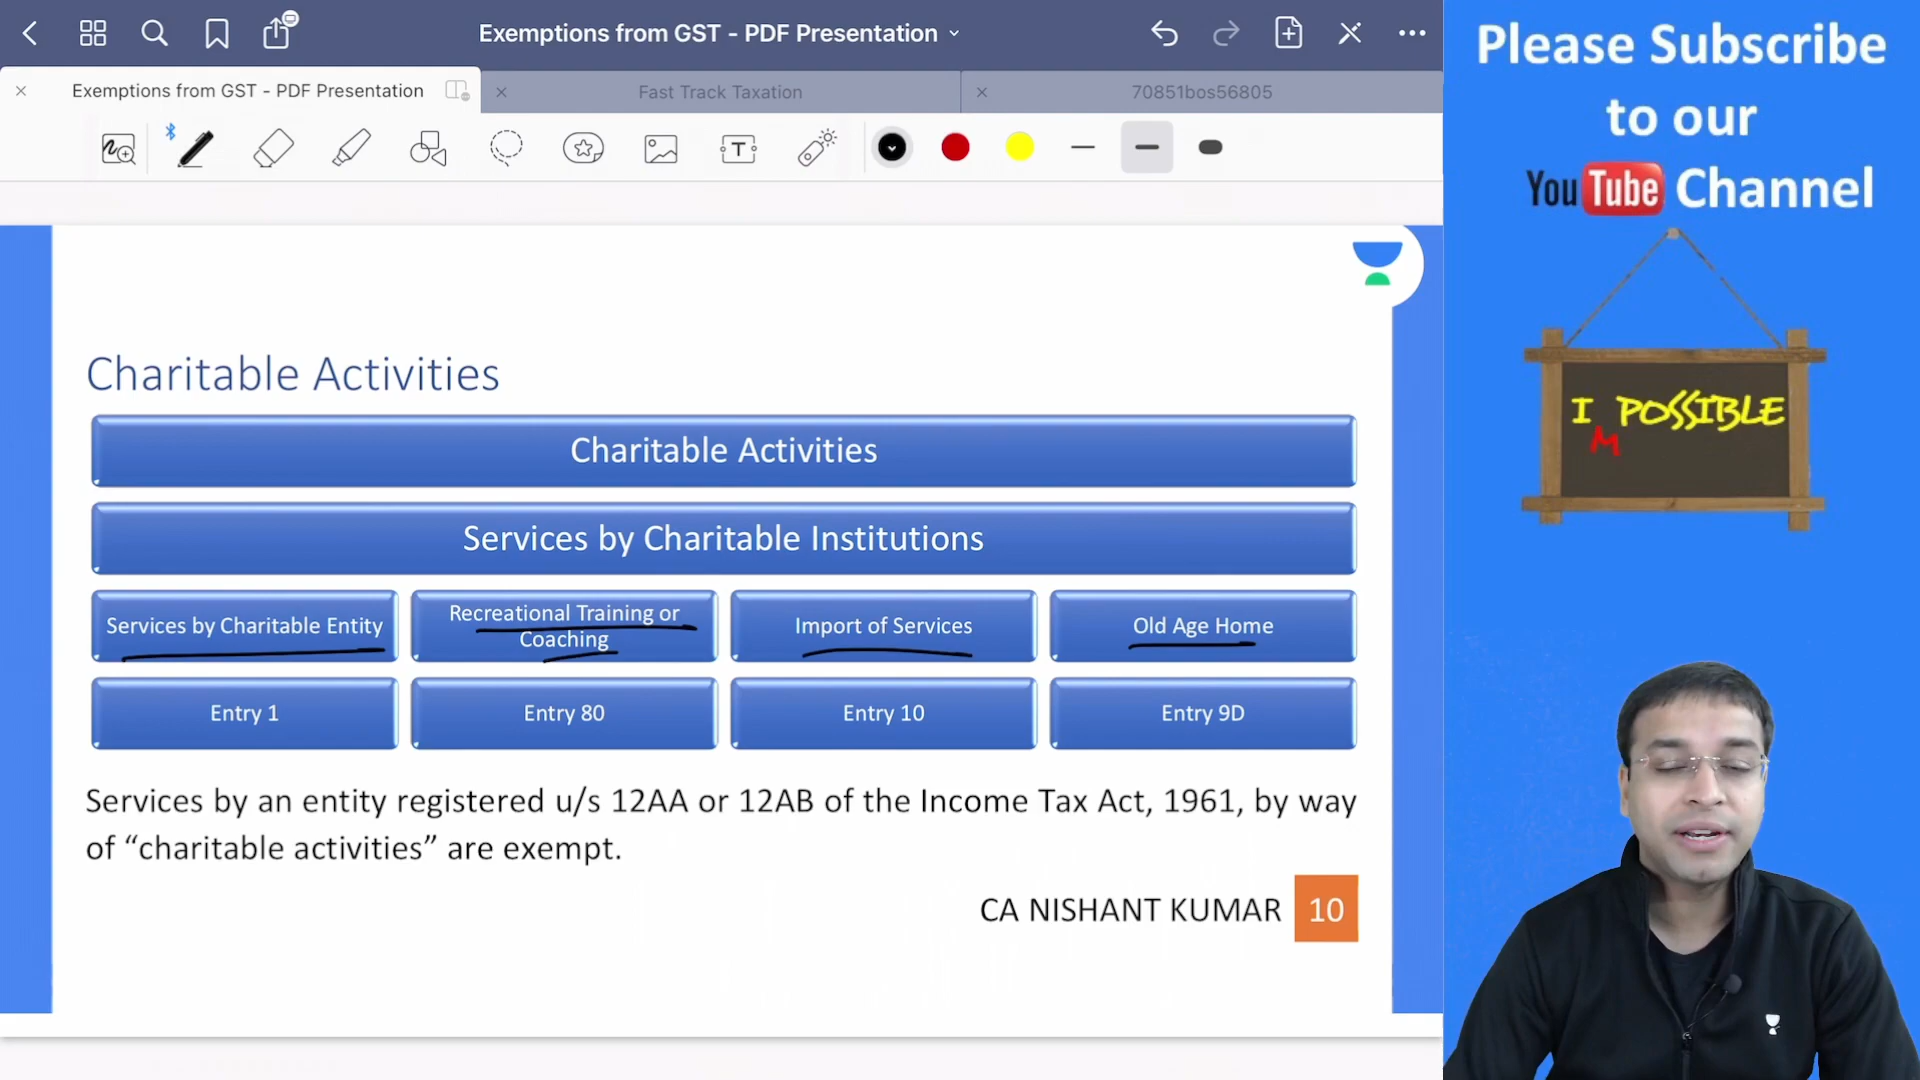 Exemptions from GST - PDF Presentation
Exemptions from GST - PDF Presentation
Fast Track Taxation
70851bos56805
Charitable Activities
Charitable Activities
Services by Charitable Institutions
Services by Charitable Entity
Recreational Training or
Coaching
Import of Services
Old Age Home
Entry 1
Entry 80
Entry 10
Entry 9D
Services by an entity registered u/s 12AA or 12AB of the Income Tax Act, 1961, by way
of “charitable activities” are exempt.
CA NISHANT KUMAR 10
Please Subscribe
to our
YouTube Channel
I POSSIBLE
M